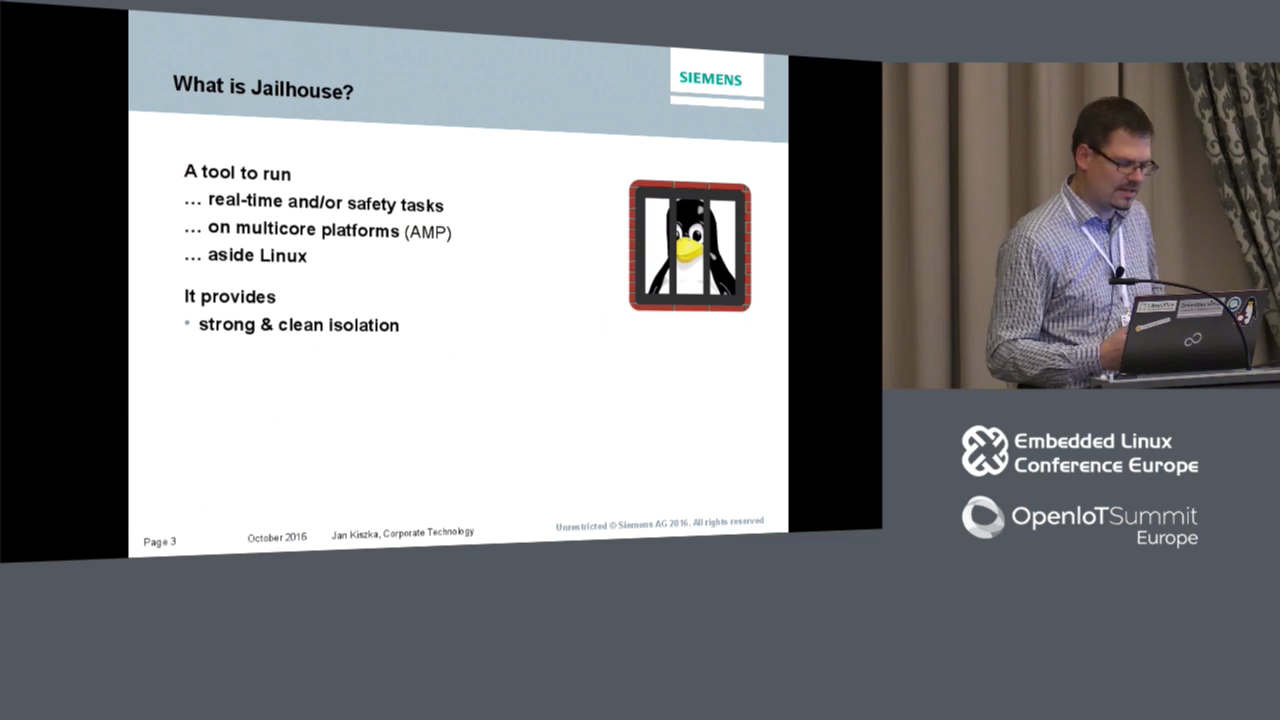 What is Jailhouse?
SIEMENS
A tool to run
… real-time and/or safety tasks
… on multicore platforms (AMP)
… aside Linux
It provides
• strong & clean isolation
Page 3
October 2016
Jan Kiszka, Corporate Technology
Unrestricted © Siemens AG 2016. All rights reserved
Embedded Linux
Conference Europe
OpenIoTSummit
Europe